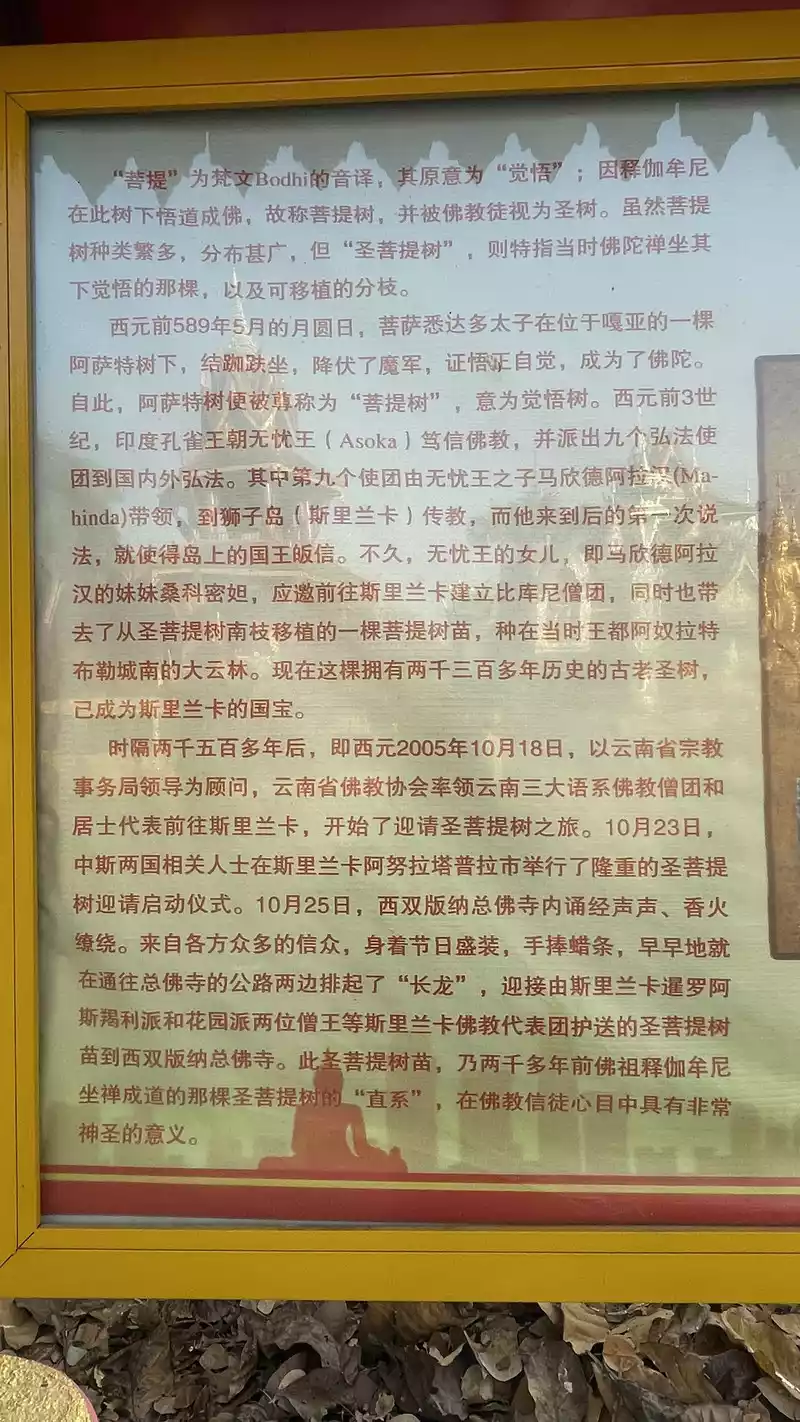 “菩提”为梵文Bodhi的音译，其原意为“觉悟”；因释伽牟尼
在此树下悟道成佛，故称菩提树，并被佛教徒视为圣树。虽然菩提
树种类繁多，分布甚广，但“圣菩提树”，则特指当时佛陀禅坐其
下觉悟的那棵，以及可移植的分枝。
西元前589年5月的月圆日，菩萨悉达多太子在位于嘎亚的一棵
阿萨特树下，结跏趺坐，降伏了魔军，证悟正自觉，成为了佛陀。
自此，阿萨特树便被尊称为“菩提树”，意为觉悟树。西元前3世
纪，印度孔雀王朝无忧王（Asoka）笃信佛教，并派出九个弘法使
团到国内外弘法。其中第九个使团由无忧王之子马欣德阿拉汉(Ma-
hinda)带领，到狮子岛（斯里兰卡）传教，而他来到后的第一次说
法，就使得岛上的国王皈信。不久，无忧王的女儿，即马欣德阿拉
汉的妹妹桑科密妲，应邀前往斯里兰卡建立比库尼僧团，同时也带
去了从圣菩提树南枝移植的一棵菩提树苗，种在当时王都阿奴拉特
布勒城南的大云林。现在这棵拥有两千三百多年历史的古老圣树，
已成为斯里兰卡的国宝。
时隔两千五百多年后，即西元2005年10月18日，以云南省宗教
事务局领导为顾问，云南省佛教协会率领云南三大语系佛教僧团和
居士代表前往斯里兰卡，开始了迎请圣菩提树之旅。10月23日，
中斯两国相关人士在斯里兰卡阿努拉塔普拉市举行了隆重的圣菩提
树迎请启动仪式。10月25日，西双版纳总佛寺内诵经声声、香火
缭绕。来自各方众多的信众，身着节日盛装，手捧蜡条，早早地就
在通往总佛寺的公路两边排起了“长龙”，迎接由斯里兰卡暹罗阿
斯羯利派和花园派两位僧王等斯里兰卡佛教代表团护送的圣菩提树
苗到西双版纳总佛寺。此圣菩提树苗，乃两千多年前佛祖释伽牟尼
坐禅成道的那棵圣菩提树的“直系”，在佛教信徒心目中具有非常
神圣的意义。